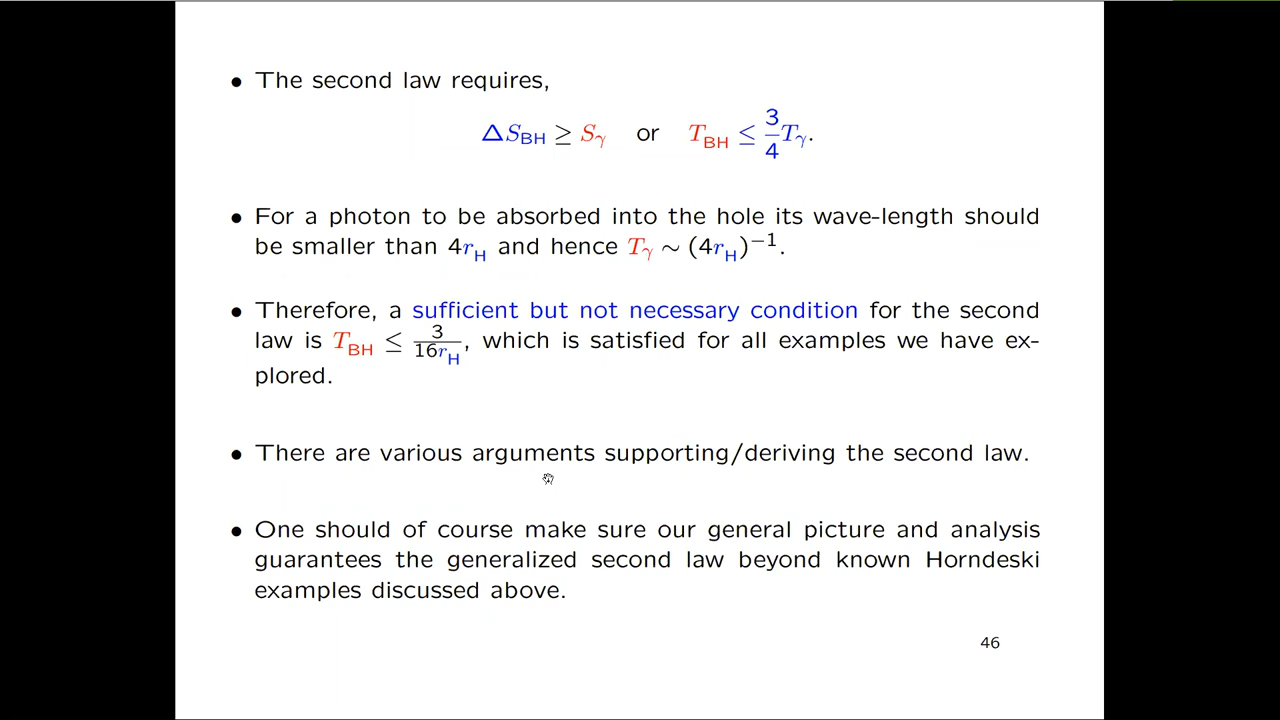 • The second law requires,
ΔS_BH ≥ S_γ or T_BH ≤ 3/4 T_γ.
• For a photon to be absorbed into the hole its wave-length should
be smaller than 4r_H and hence T_γ ∼ (4r_H)^−1.
• Therefore, a sufficient but not necessary condition for the second
law is T_BH ≤ 3/16r_H, which is satisfied for all examples we have ex-
plored.
• There are various arguments supporting/deriving the second law.
• One should of course make sure our general picture and analysis
guarantees the generalized second law beyond known Horndeski
examples discussed above.
46